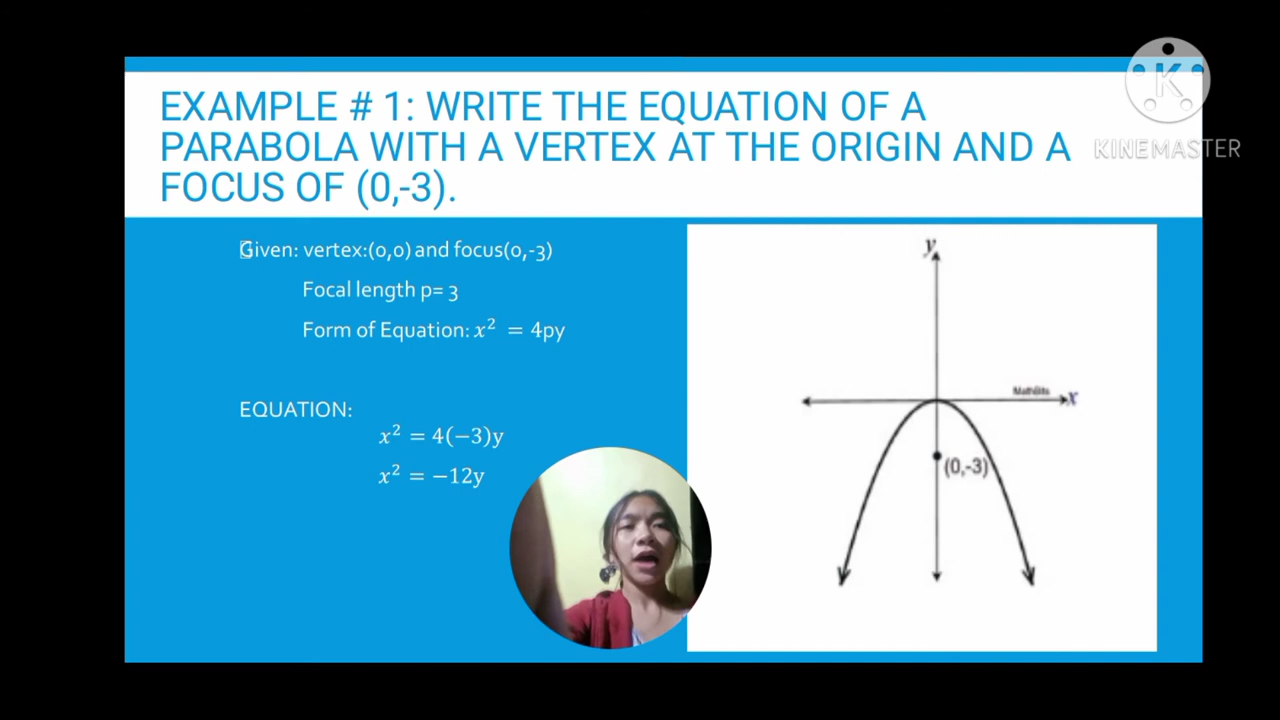 EXAMPLE # 1: WRITE THE EQUATION OF A
PARABOLA WITH A VERTEX AT THE ORIGIN AND A
FOCUS OF (0,-3).
K
KINEMASTER
Given: vertex:(0,0) and focus(0,-3)
Focal length p= 3
Form of Equation: x² = 4py
EQUATION:
x² = 4(−3)y
x² = −12y
y
MathBits
x
(0,-3)